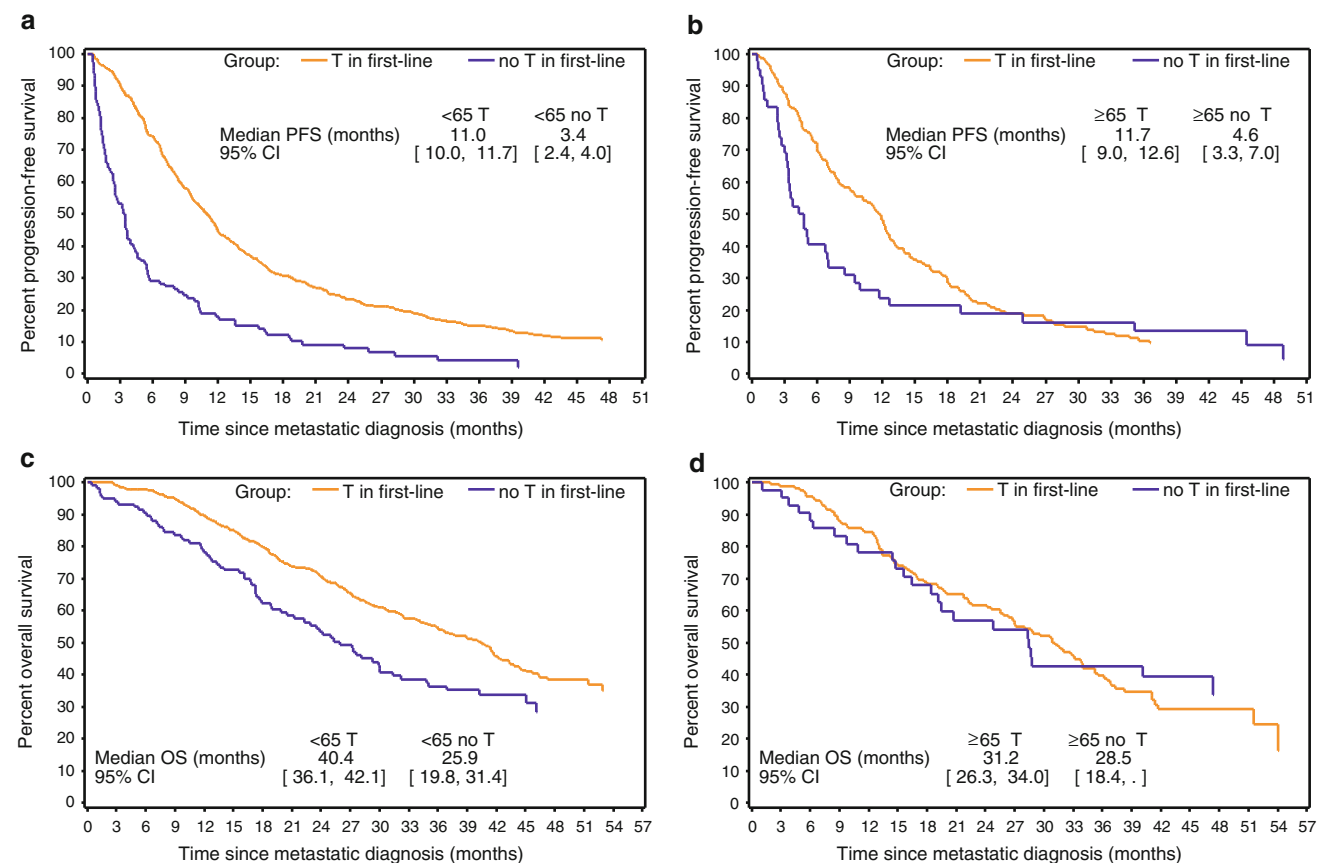 a
Group: T in first-line no T in first-line
<65 T <65 no T
Median PFS (months) 11.0 3.4
95% CI [ 10.0, 11.7] [ 2.4, 4.0]
Percent progression-free survival
100
90
80
70
60
50
40
30
20
10
0
0 3 6 9 12 15 18 21 24 27 30 33 36 39 42 45 48 51
Time since metastatic diagnosis (months)
b
Group: T in first-line no T in first-line
≥65 T ≥65 no T
Median PFS (months) 11.7 4.6
95% CI [ 9.0, 12.6] [ 3.3, 7.0]
Percent progression-free survival
100
90
80
70
60
50
40
30
20
10
0
0 3 6 9 12 15 18 21 24 27 30 33 36 39 42 45 48 51
Time since metastatic diagnosis (months)
c
Group: T in first-line no T in first-line
Percent overall survival
100
90
80
70
60
50
40
30
20
10
0
<65 T <65 no T
Median OS (months) 40.4 25.9
95% CI [ 36.1, 42.1] [ 19.8, 31.4]
0 3 6 9 12 15 18 21 24 27 30 33 36 39 42 45 48 51 54 57
Time since metastatic diagnosis (months)
d
Group: T in first-line no T in first-line
Percent overall survival
100
90
80
70
60
50
40
30
20
10
0
≥65 T ≥65 no T
Median OS (months) 31.2 28.5
95% CI [ 26.3, 34.0] [ 18.4, . ]
0 3 6 9 12 15 18 21 24 27 30 33 36 39 42 45 48 51 54 57
Time since metastatic diagnosis (months)